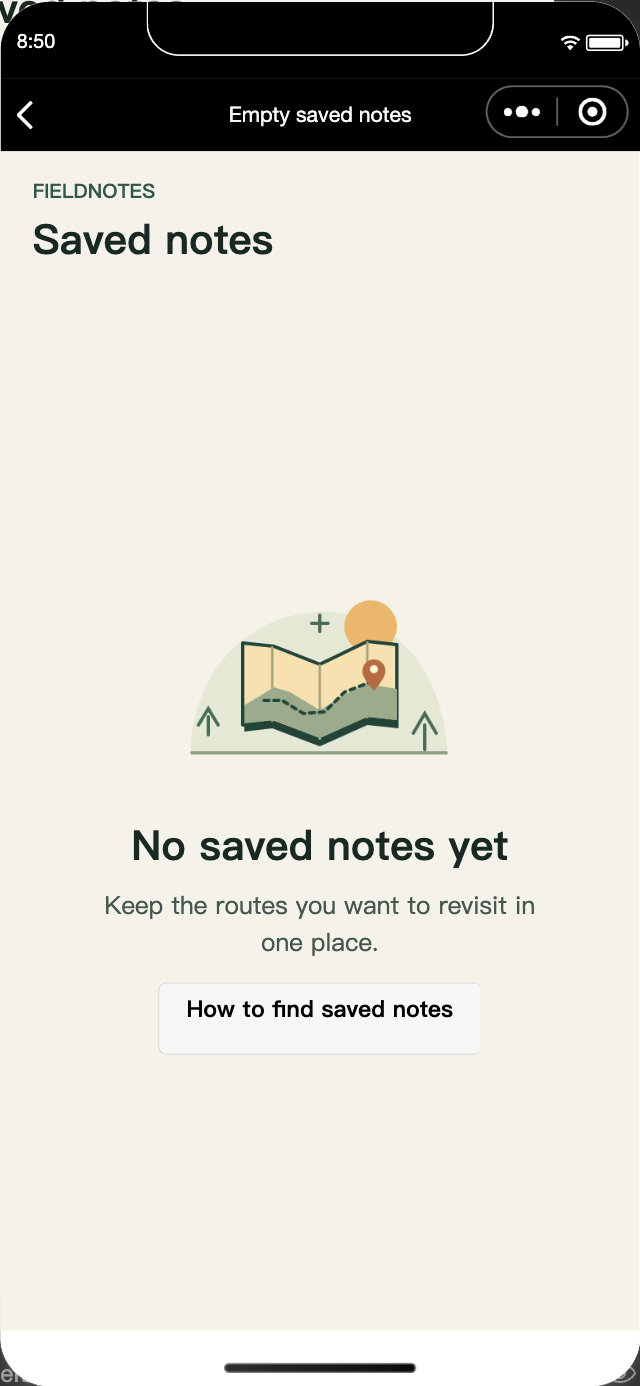 8:50
Empty saved notes
FIELDNOTES
Saved notes
No saved notes yet
Keep the routes you want to revisit in
one place.
How to find saved notes